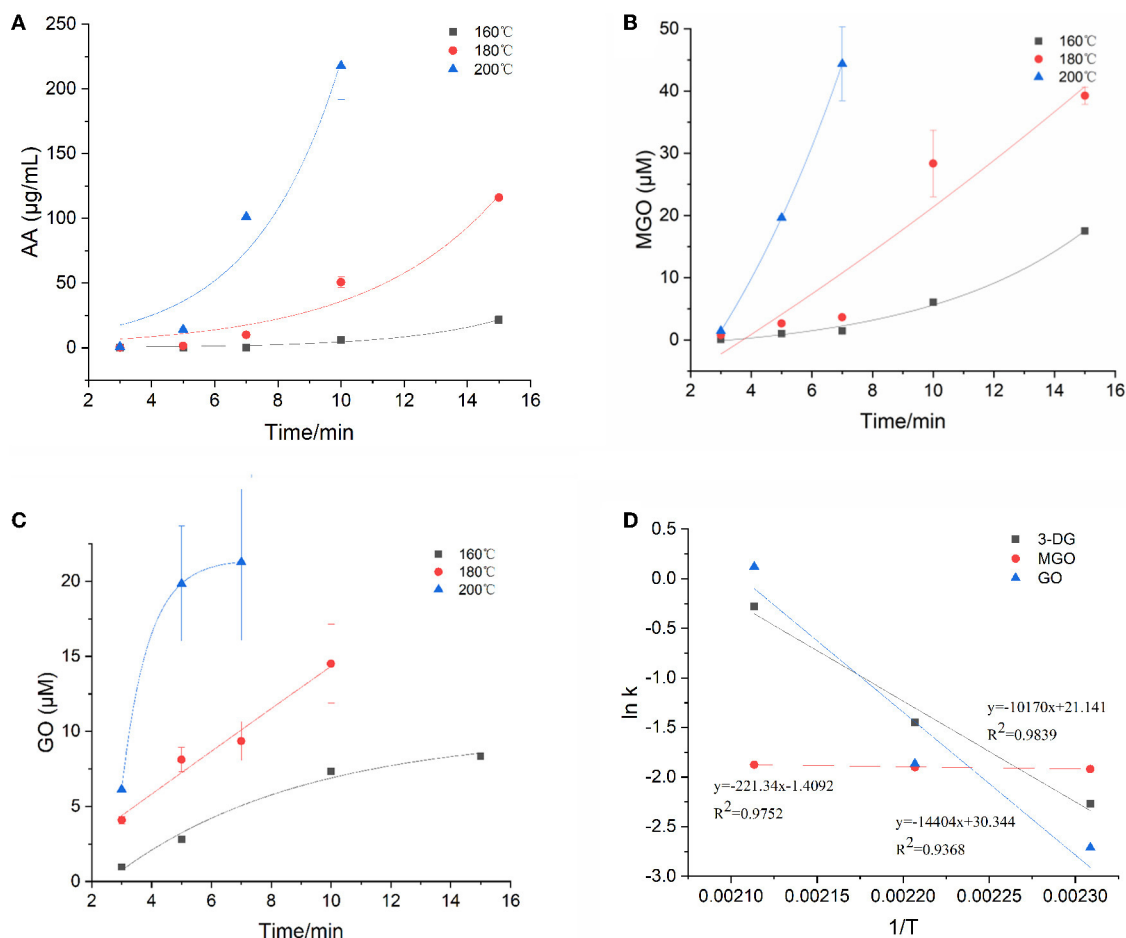 A
250
200
150
100
50
0
AA (μg/mL)
160℃
180℃
200℃
2 4 6 8 10 12 14 16
Time/min
B
50
40
30
20
10
0
MGO (μM)
160℃
180℃
200℃
2 4 6 8 10 12 14 16
Time/min
C
20
15
10
5
0
GO (μM)
160℃
180℃
200℃
2 4 6 8 10 12 14 16
Time/min
D
0.5
0.0
-0.5
-1.0
-1.5
-2.0
-2.5
-3.0
ln k
3-DG
MGO
GO
y=-10170x+21.141
R²=0.9839
y=-221.34x-1.4092
R²=0.9752
y=-14404x+30.344
R²=0.9368
0.00210 0.00215 0.00220 0.00225 0.00230
1/T